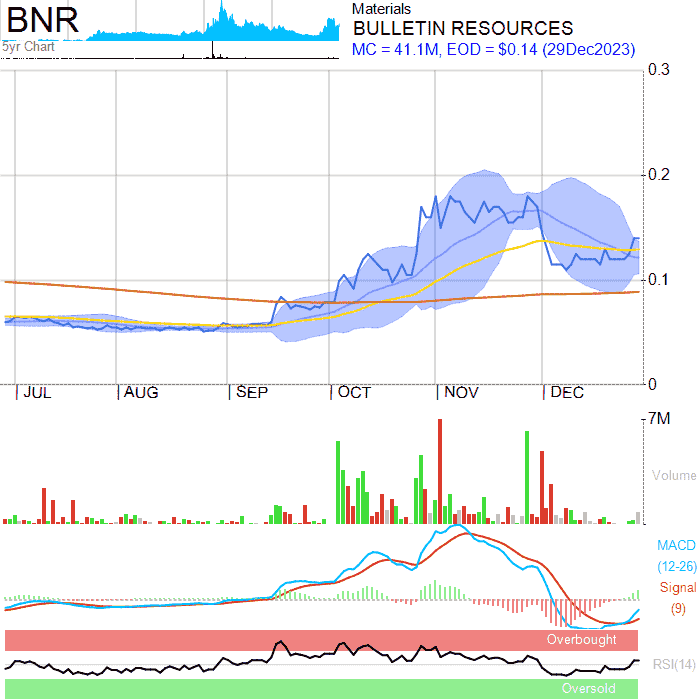 BNR
5yr Chart
Materials
BULLETIN RESOURCES
MC = 41.1M, EOD = $0.14 (29Dec2023)
0.3
0.2
0.1
0
JUL AUG SEP OCT NOV DEC
7M
Volume
MACD
(12-26)
Signal
(9)
Overbought
RSI(14)
Oversold